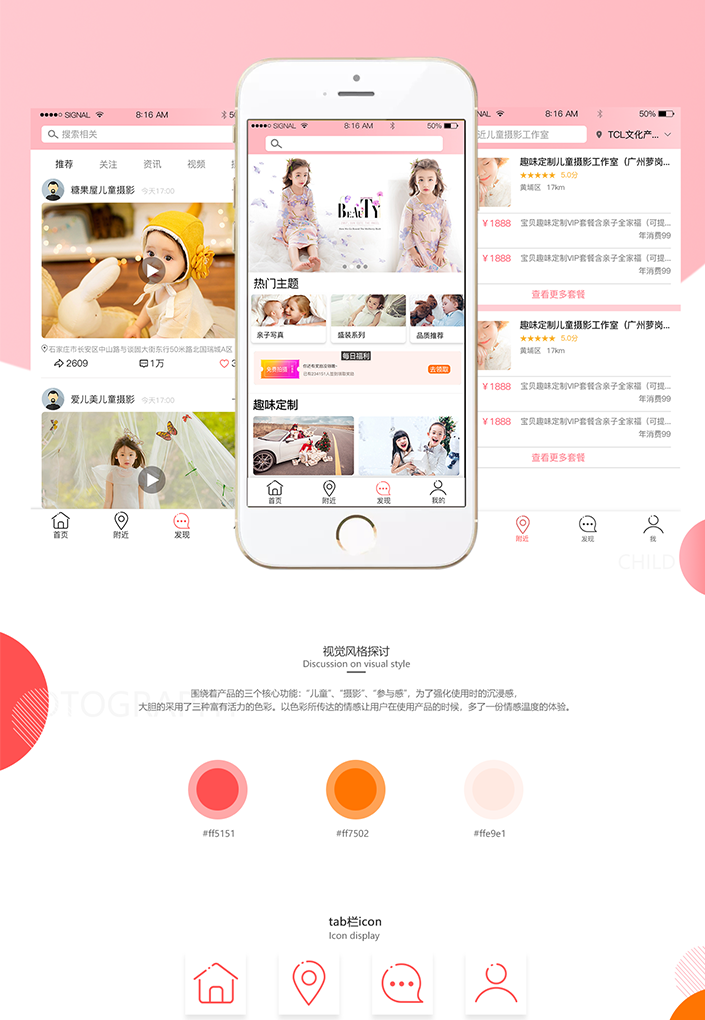 ●●●●○ SIGNAL 8:16 AM
搜索相关
推荐 关注 资讯 视频
糖果屋儿童摄影 今天17:00
石家庄市长安区中山路与谈固大街东行50米路北国瑞城A区
2609 1万
爱儿美儿童摄影 今天17:00
首页 附近 发现
●●●●○ SIGNAL 8:16 AM 50%
BEAUTY
热门主题
亲子写真 盛装系列 品质推荐
每日福利
免费拍摄
去领取
趣味定制
首页 附近 发现 我的
NAL 8:16 AM 50%
近儿童摄影工作室 TCL文化产...
趣味定制儿童摄影工作室（广州萝岗...
5.0分
黄埔区 17km
¥1888 宝贝趣味定制VIP套餐含亲子全家福（可提...
年消费99
¥1888 宝贝趣味定制VIP套餐含亲子全家福（可提...
年消费99
查看更多套餐
趣味定制儿童摄影工作室（广州萝岗...
5.0分
黄埔区 17km
¥1888 宝贝趣味定制VIP套餐含亲子全家福（可提...
年消费99
¥1888 宝贝趣味定制VIP套餐含亲子全家福（可提...
年消费99
查看更多套餐
附近 发现 我
CHILD
视觉风格探讨
Discussion on visual style
OTOGRAPHY
围绕着产品的三个核心功能：“儿童”、“摄影”、“参与感”，为了强化使用时的沉浸感，
大胆的采用了三种富有活力的色彩。以色彩所传达的情感让用户在使用产品的时候，多了一份情感温度的体验。
#ff5151 #ff7502 #ffe9e1
tab栏icon
Icon display